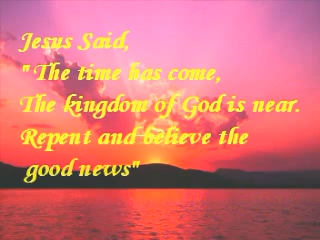 Jesus Said,
"The time has come,
The kingdom of God is near.
Repent and believe the
good news"